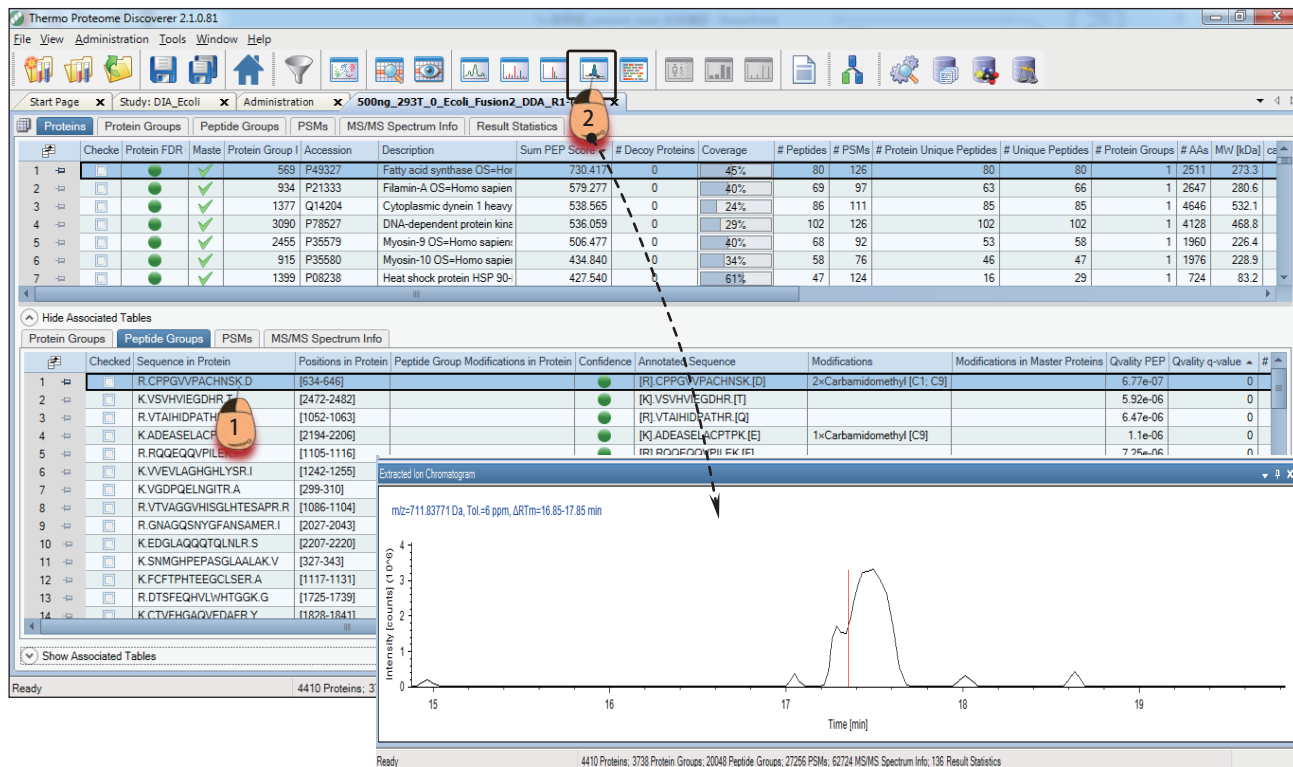 Thermo Proteome Discoverer 2.1.0.81
File View Administration Tools Window Help
Start Page x Study: DIA_Ecoli x Administration x 500ng_293T_0_Ecoli_Fusion2_DDA_R1- x
2
Proteins Protein Groups Peptide Groups PSMs MS/MS Spectrum Info Result Statistics
Checke Protein FDR Maste Protein Group I Accession Description Sum PEP Score # Decoy Proteins Coverage # Peptides # PSMs # Protein Unique Peptides # Unique Peptides # Protein Groups # AAs MW [kDa] ca
1 569 P49327 Fatty acid synthase OS=Hor 730.417 0 45% 80 126 80 80 1 2511 273.3
2 934 P21333 Filamin-A OS=Homo sapien 579.277 0 40% 69 97 63 66 1 2647 280.6
3 1377 Q14204 Cytoplasmic dynein 1 heavy 538.565 0 24% 86 111 85 85 1 4646 532.1
4 3090 P78527 DNA-dependent protein kina 536.059 0 29% 102 126 102 102 1 4128 468.8
5 2455 P35579 Myosin-9 OS=Homo sapiens 506.477 0 40% 68 92 53 58 1 1960 226.4
6 915 P35580 Myosin-10 OS=Homo sapie 434.840 0 34% 58 76 46 47 1 1976 228.9
7 1399 P08238 Heat shock protein HSP 90- 427.540 0 61% 47 124 16 29 1 724 83.2
Hide Associated Tables
Protein Groups Peptide Groups PSMs MS/MS Spectrum Info
Checked Sequence in Protein Positions in Protein Peptide Group Modifications in Protein Confidence Annotated Sequence Modifications Modifications in Master Proteins Qvality PEP Qvality q-value #
1 R.CPPGVVPACHNSK.D [634-646] [R].CPPGVVPACHNSK.[D] 2×Carbamidomethyl [C1; C9] 6.77e-07 0
2 K.VSVHVIEGDHR.T [2472-2482] [K].VSVHVIEGDHR.[T] 5.92e-06 0
3 R.VTAIHIDPATH [1052-1063] [R].VTAIHIDPATHR.[Q] 6.47e-06 0
4 K.ADEASELACP [2194-2206] [K].ADEASELACPTPK.[E] 1×Carbamidomethyl [C9] 1.1e-06 0
5 R.RQQEQQVPILE [1105-1116] [R].RQQEQQVPILEK.[F] 7.25e-06 0
1
6 K.VVEVLAGHGHLYSR.I [1242-1255]
7 K.VGDPQELNGITR.A [299-310]
8 R.VTVAGGVHISGLHTESAPR.R [1086-1104]
9 R.GNAGQSNYGFANSAMER.I [2027-2043]
10 K.EDGLAQQQTQLNLR.S [2207-2220]
11 K.SNMGHPEPASGLAALAK.V [327-343]
12 K.FCFTPHTEEGCLSER.A [1117-1131]
13 R.DTSFEQHVLWHTGGK.G [1725-1739]
14 K.CTVFHGAQVEDAFR.Y [1828-1841]
Show Associated Tables
Ready 4410 Proteins; 37
Extracted Ion Chromatogram
m/z=711.83771 Da, Tol.=6 ppm, ΔRTm=16.85-17.85 min
Intensity [counts] (10^6)
4
3
2
1
0
15 16 17 18 19
Time [min]
Ready 4410 Proteins; 3738 Protein Groups; 20048 Peptide Groups; 27256 PSMs; 62724 MS/MS Spectrum Info; 136 Result Statistics